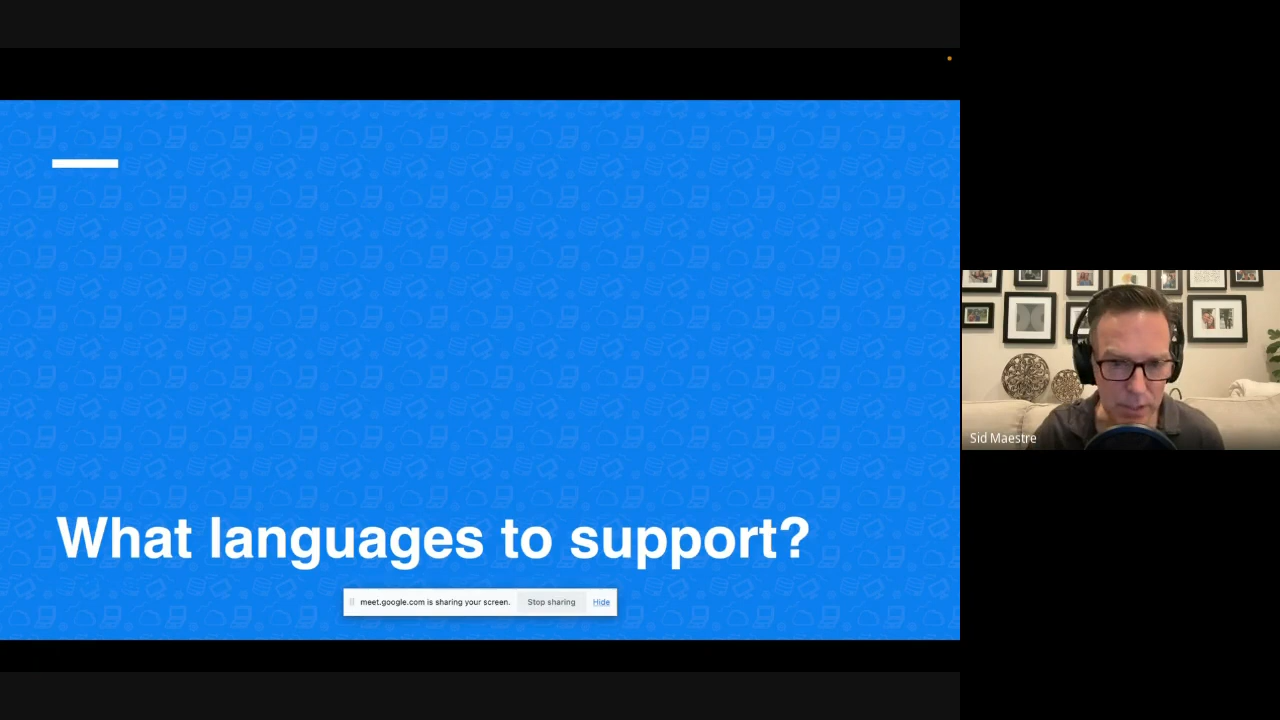 What languages to support?
meet.google.com is sharing your screen. Stop sharing Hide
Sid Maestre